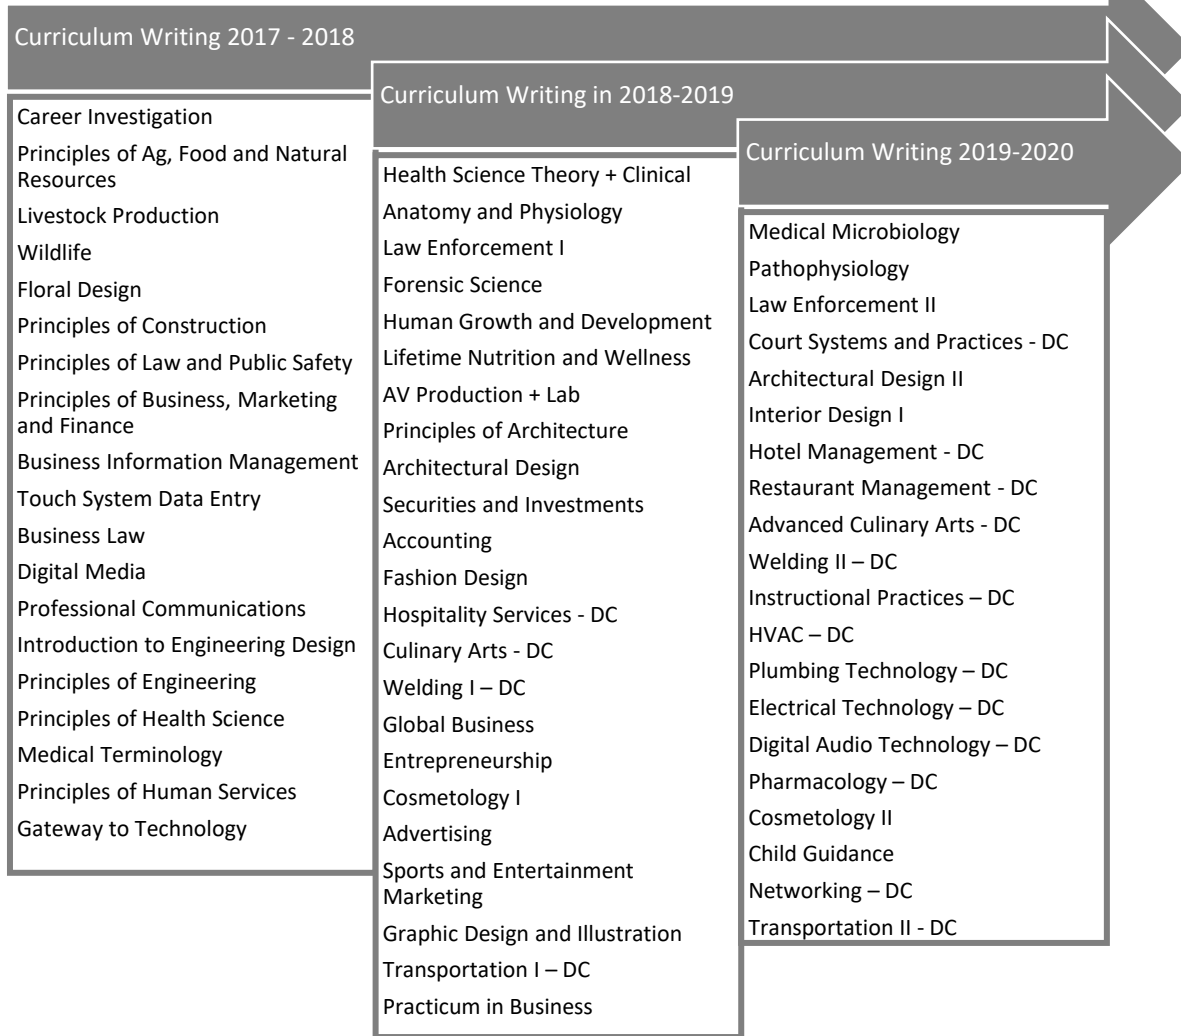 Curriculum Writing 2017 - 2018
Career Investigation
Principles of Ag, Food and Natural
Resources
Livestock Production
Wildlife
Floral Design
Principles of Construction
Principles of Law and Public Safety
Principles of Business, Marketing
and Finance
Business Information Management
Touch System Data Entry
Business Law
Digital Media
Professional Communications
Introduction to Engineering Design
Principles of Engineering
Principles of Health Science
Medical Terminology
Principles of Human Services
Gateway to Technology
Curriculum Writing in 2018-2019
Health Science Theory + Clinical
Anatomy and Physiology
Law Enforcement I
Forensic Science
Human Growth and Development
Lifetime Nutrition and Wellness
AV Production + Lab
Principles of Architecture
Architectural Design
Securities and Investments
Accounting
Fashion Design
Hospitality Services - DC
Culinary Arts - DC
Welding I – DC
Global Business
Entrepreneurship
Cosmetology I
Advertising
Sports and Entertainment
Marketing
Graphic Design and Illustration
Transportation I – DC
Practicum in Business
Curriculum Writing 2019-2020
Medical Microbiology
Pathophysiology
Law Enforcement II
Court Systems and Practices - DC
Architectural Design II
Interior Design I
Hotel Management - DC
Restaurant Management - DC
Advanced Culinary Arts - DC
Welding II – DC
Instructional Practices – DC
HVAC – DC
Plumbing Technology – DC
Electrical Technology – DC
Digital Audio Technology – DC
Pharmacology – DC
Cosmetology II
Child Guidance
Networking – DC
Transportation II - DC